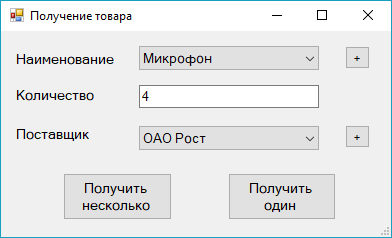 Получение товара
Наименование
Микрофон
+
Количество
4
Поставщик
ОАО Рост
+
Получить
несколько
Получить
один